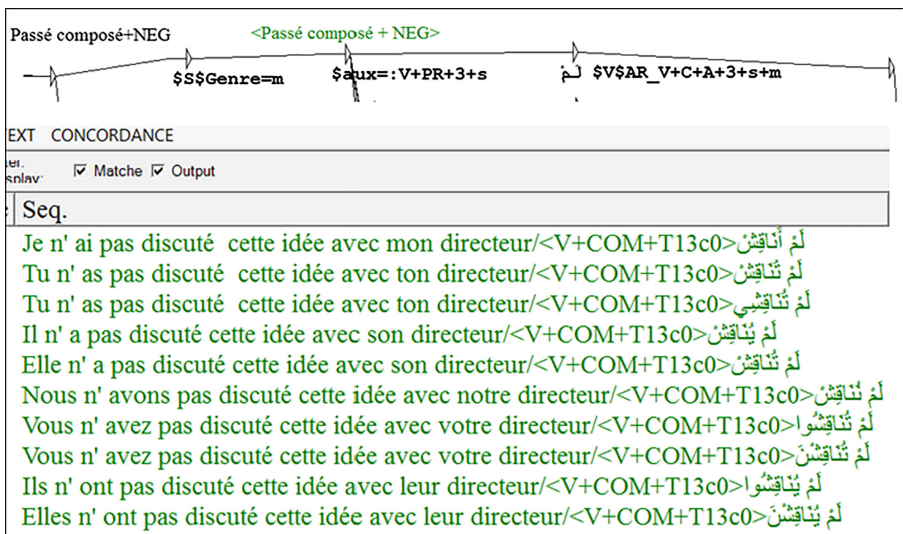 Passé composé+NEG <Passé composé + NEG>
$S$Genre=m $aux=:V+PR+3+s لمْ $V$AR_V+C+A+3+s+m
EXT CONCORDANCE
Matche Output
Seq.
Je n' ai pas discuté cette idée avec mon directeur/<V+COM+T13c0>لَمْ أُنَاقِشْ
Tu n' as pas discuté cette idée avec ton directeur/<V+COM+T13c0>لَمْ تُنَاقِشْ
Tu n' as pas discuté cette idée avec ton directeur/<V+COM+T13c0>لَمْ تُنَاقِشِي
Il n' a pas discuté cette idée avec son directeur/<V+COM+T13c0>لَمْ يُنَاقِشْ
Elle n' a pas discuté cette idée avec son directeur/<V+COM+T13c0>لَمْ تُنَاقِشْ
Nous n' avons pas discuté cette idée avec notre directeur/<V+COM+T13c0>لَمْ نُنَاقِشْ
Vous n' avez pas discuté cette idée avec votre directeur/<V+COM+T13c0>لَمْ تُنَاقِشُوا
Vous n' avez pas discuté cette idée avec votre directeur/<V+COM+T13c0>لَمْ تُنَاقِشْنَ
Ils n' ont pas discuté cette idée avec leur directeur/<V+COM+T13c0>لَمْ يُنَاقِشُوا
Elles n' ont pas discuté cette idée avec leur directeur/<V+COM+T13c0>لَمْ يُنَاقِشْنَ